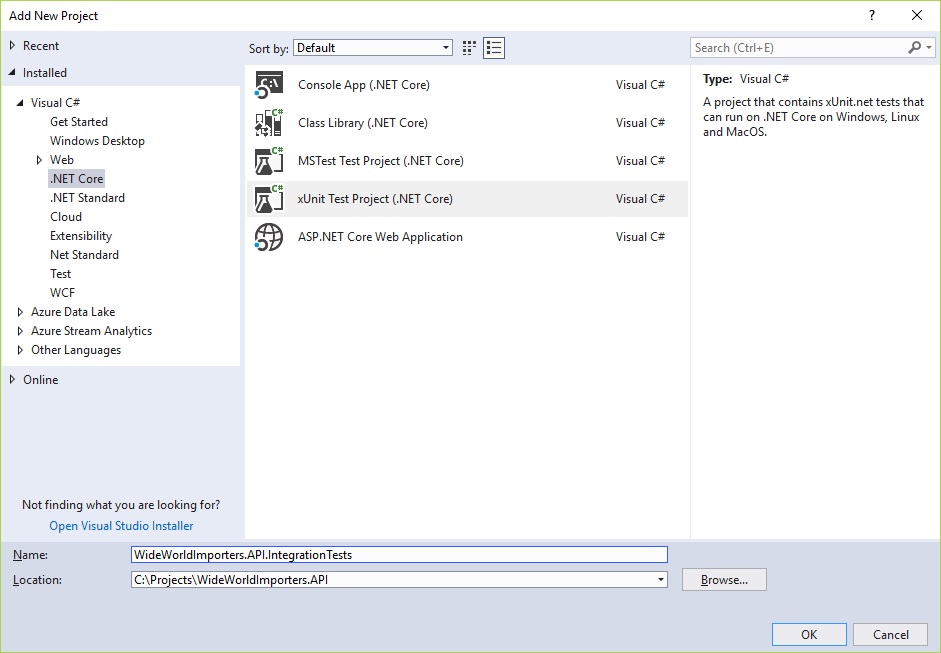 Add New Project
?
Recent
Installed
Visual C#
Get Started
Windows Desktop
Web
.NET Core
.NET Standard
Cloud
Extensibility
Net Standard
Test
WCF
Azure Data Lake
Azure Stream Analytics
Other Languages
Online
Not finding what you are looking for?
Open Visual Studio Installer
Sort by: Default
Console App (.NET Core) Visual C#
Class Library (.NET Core) Visual C#
MSTest Test Project (.NET Core) Visual C#
xUnit Test Project (.NET Core) Visual C#
ASP.NET Core Web Application Visual C#
Search (Ctrl+E)
Type: Visual C#
A project that contains xUnit.net tests that
can run on .NET Core on Windows, Linux
and MacOS.
Name: WideWorldImporters.API.IntegrationTests
Location: C:\Projects\WideWorldImporters.API
Browse...
OK Cancel